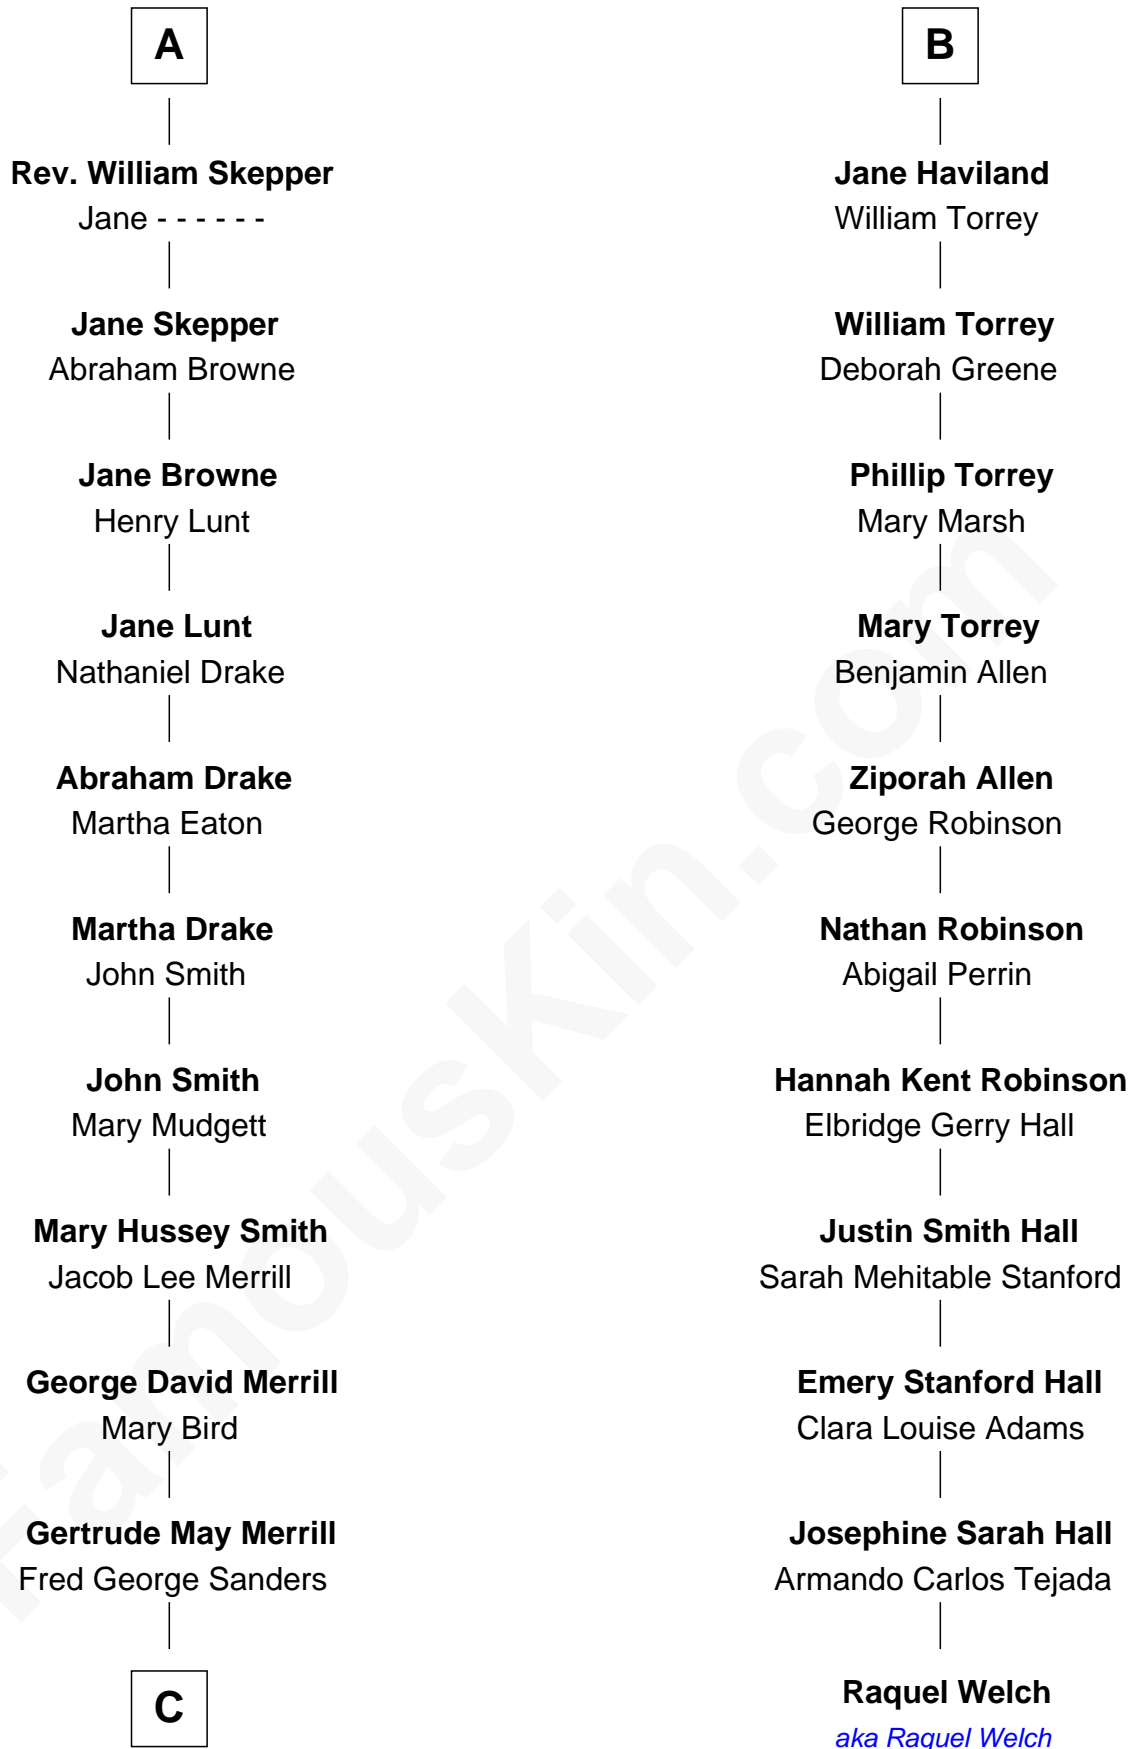 A
Rev. William Skepper
Jane - - - - - -
Jane Skepper
Abraham Browne
Jane Browne
Henry Lunt
Jane Lunt
Nathaniel Drake
Abraham Drake
Martha Eaton
Martha Drake
John Smith
John Smith
Mary Mudgett
Mary Hussey Smith
Jacob Lee Merrill
George David Merrill
Mary Bird
Gertrude May Merrill
Fred George Sanders
C
B
Jane Haviland
William Torrey
William Torrey
Deborah Greene
Phillip Torrey
Mary Marsh
Mary Torrey
Benjamin Allen
Ziporah Allen
George Robinson
Nathan Robinson
Abigail Perrin
Hannah Kent Robinson
Elbridge Gerry Hall
Justin Smith Hall
Sarah Mehitable Stanford
Emery Stanford Hall
Clara Louise Adams
Josephine Sarah Hall
Armando Carlos Tejada
Raquel Welch
aka Raquel Welch
FamousKin.com